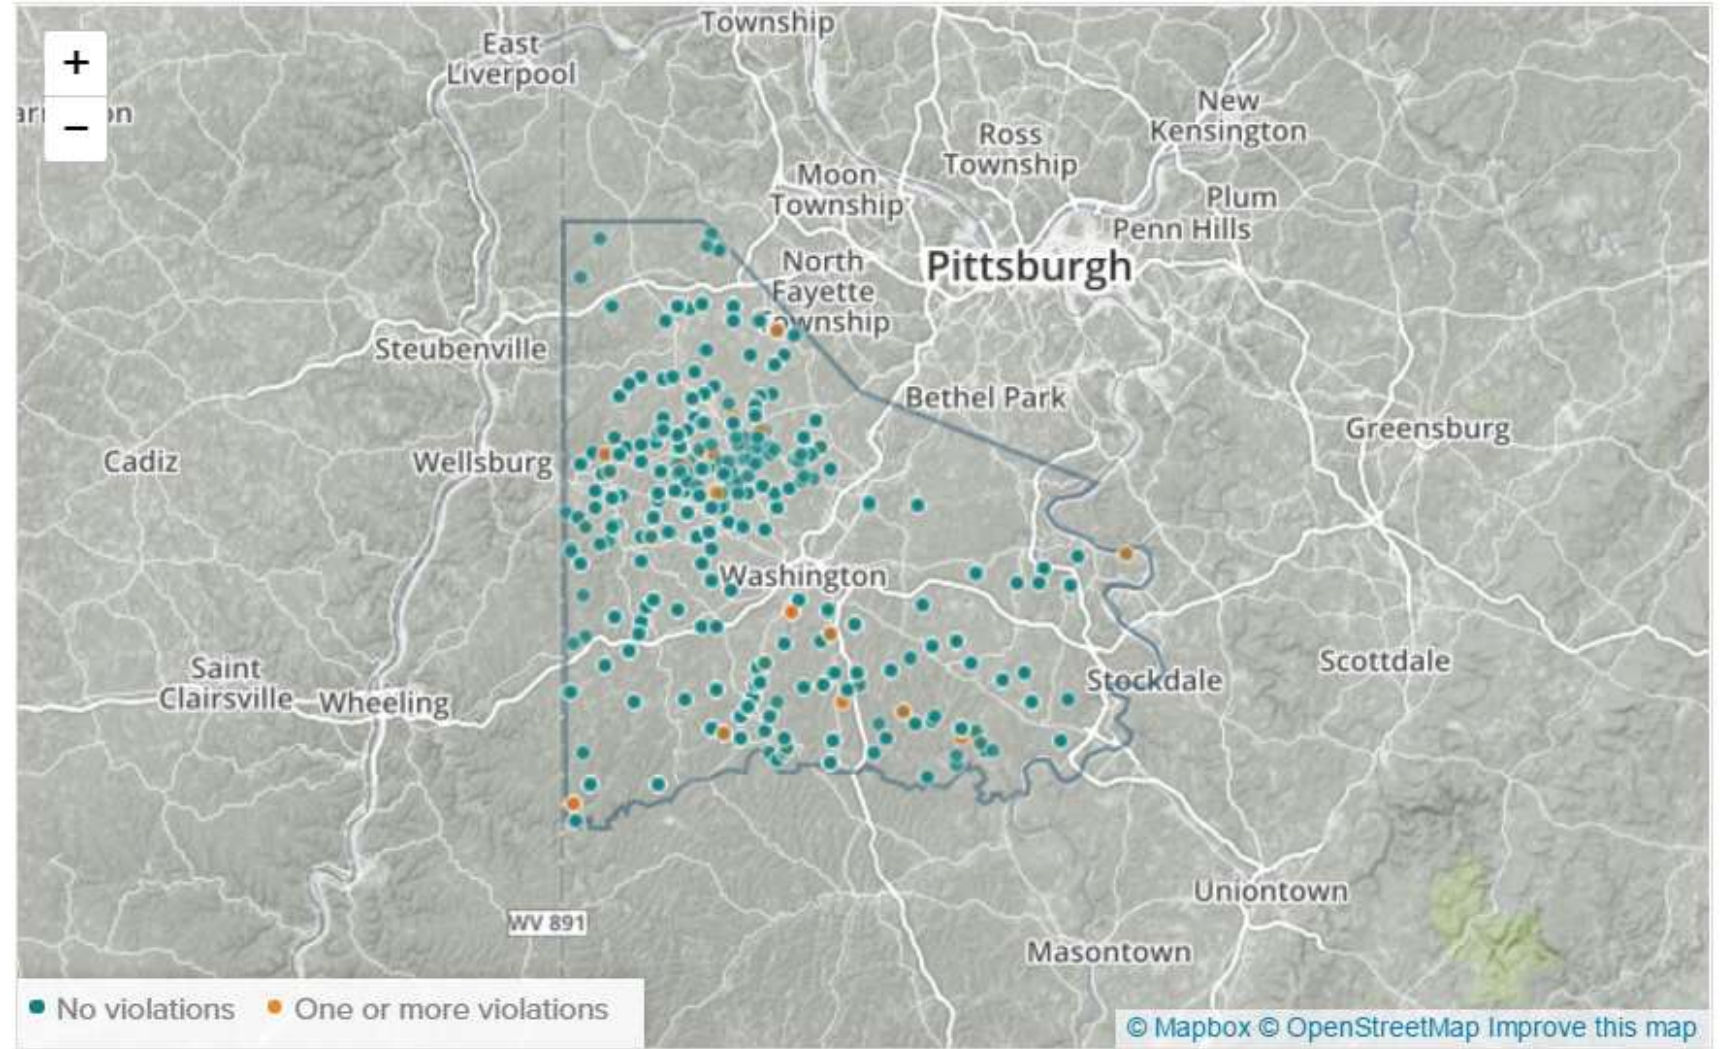 Township
East
Liverpool
+
−
on
New
Kensington
Ross
Township
Moon
Township
Plum
Penn Hills
North
Fayette
Township
Pittsburgh
Steubenville
Bethel Park
Greensburg
Cadiz
Wellsburg
Washington
Saint
Clairsville
Wheeling
Stockdale
Scottdale
Uniontown
WV 891
Masontown
No violations
One or more violations
© Mapbox © OpenStreetMap Improve this map